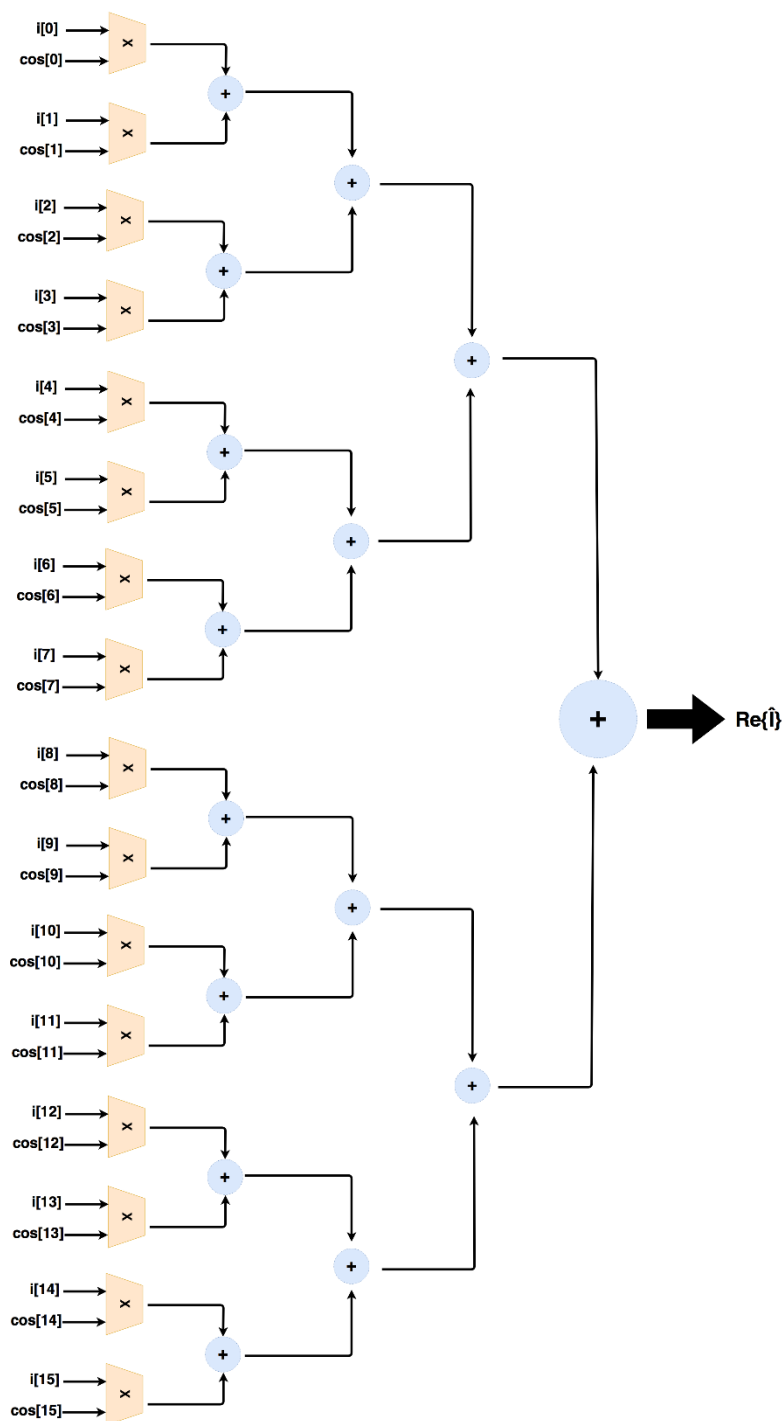 i[0]
cos[0]
x
+
i[1]
cos[1]
x
+
i[2]
cos[2]
x
+
i[3]
cos[3]
x
+
i[4]
cos[4]
x
+
i[5]
cos[5]
x
+
i[6]
cos[6]
x
+
i[7]
cos[7]
x
+
Re{Î}
i[8]
cos[8]
x
+
i[9]
cos[9]
x
+
i[10]
cos[10]
x
+
i[11]
cos[11]
x
+
i[12]
cos[12]
x
+
i[13]
cos[13]
x
+
i[14]
cos[14]
x
+
i[15]
cos[15]
x